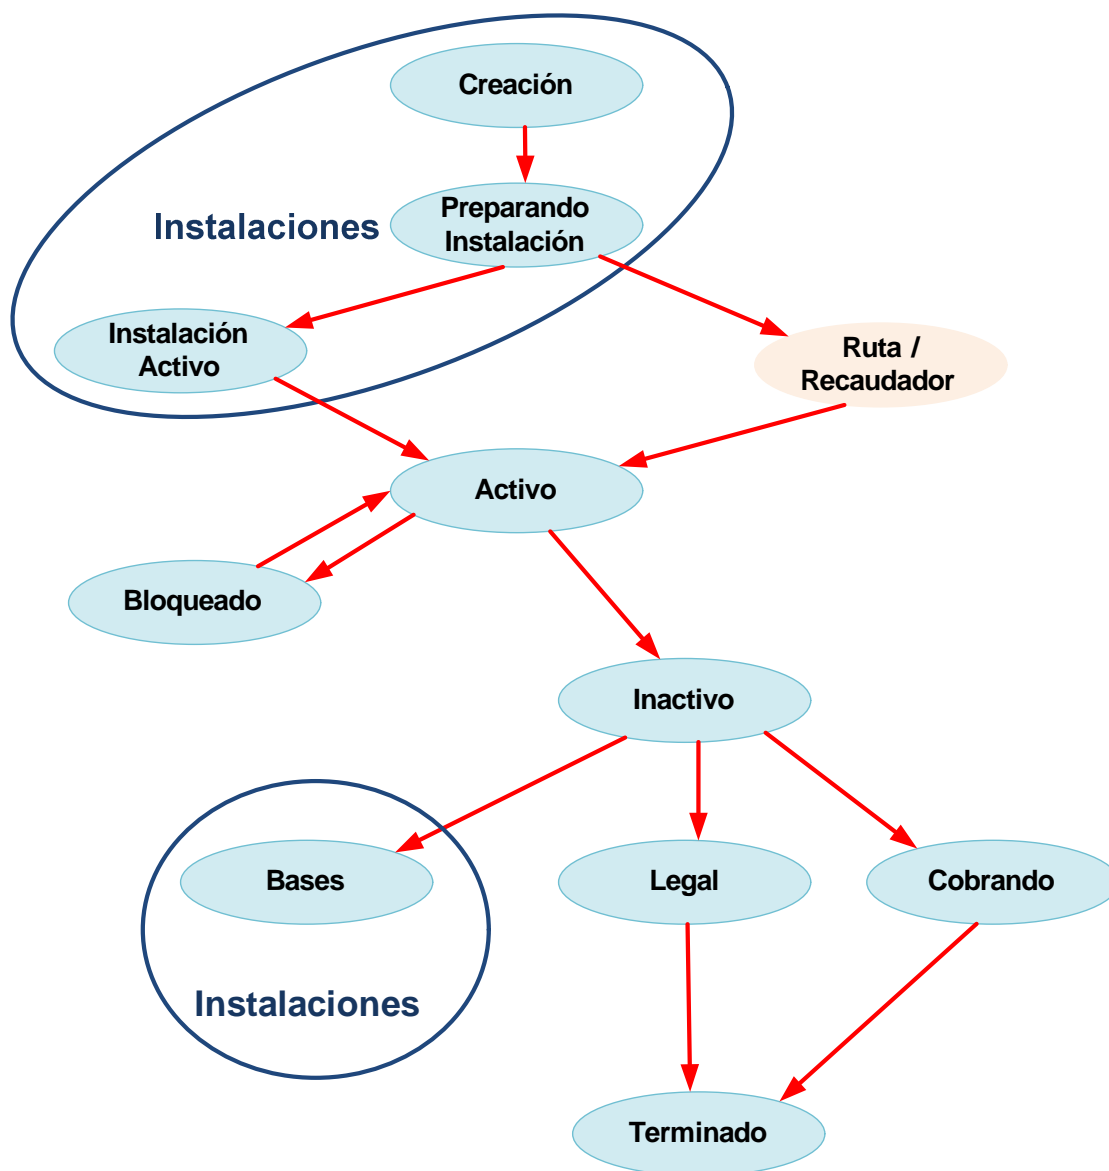 Creación
Preparando
Instalación
Instalaciones
Instalación
Activo
Ruta /
Recaudador
Activo
Bloqueado
Inactivo
Bases
Legal
Cobrando
Instalaciones
Terminado